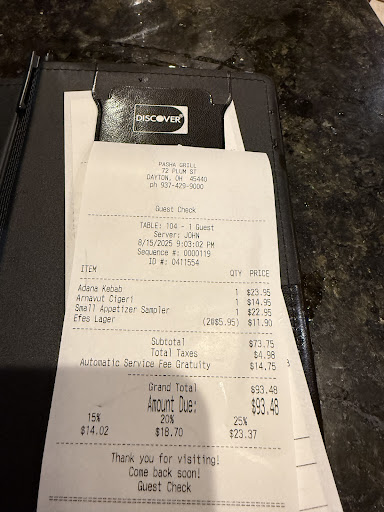 DISCOVER
PASHA GRILL
72 PLUM ST
DAYTON, OH 45440
ph 937-429-9000
Guest Check
TABLE: 104 - 1 Guest
Server: JOHN
8/15/2025 9:03:02 PM
Sequence #: 0000119
ID #: 0411554
ITEM QTY PRICE
Adana Kebab 1 $23.95
Arnavut Cigeri 1 $14.95
Small Appetizer Sampler 1 $22.95
Efes Lager (2@$5.95) $11.90
Subtotal $73.75
Total Taxes $4.98
Automatic Service Fee Gratuity $14.75
Grand Total $93.48
Amount Due: $93.48
15% 20% 25%
$14.02 $18.70 $23.37
Thank you for visiting!
Come back soon!
Guest Check